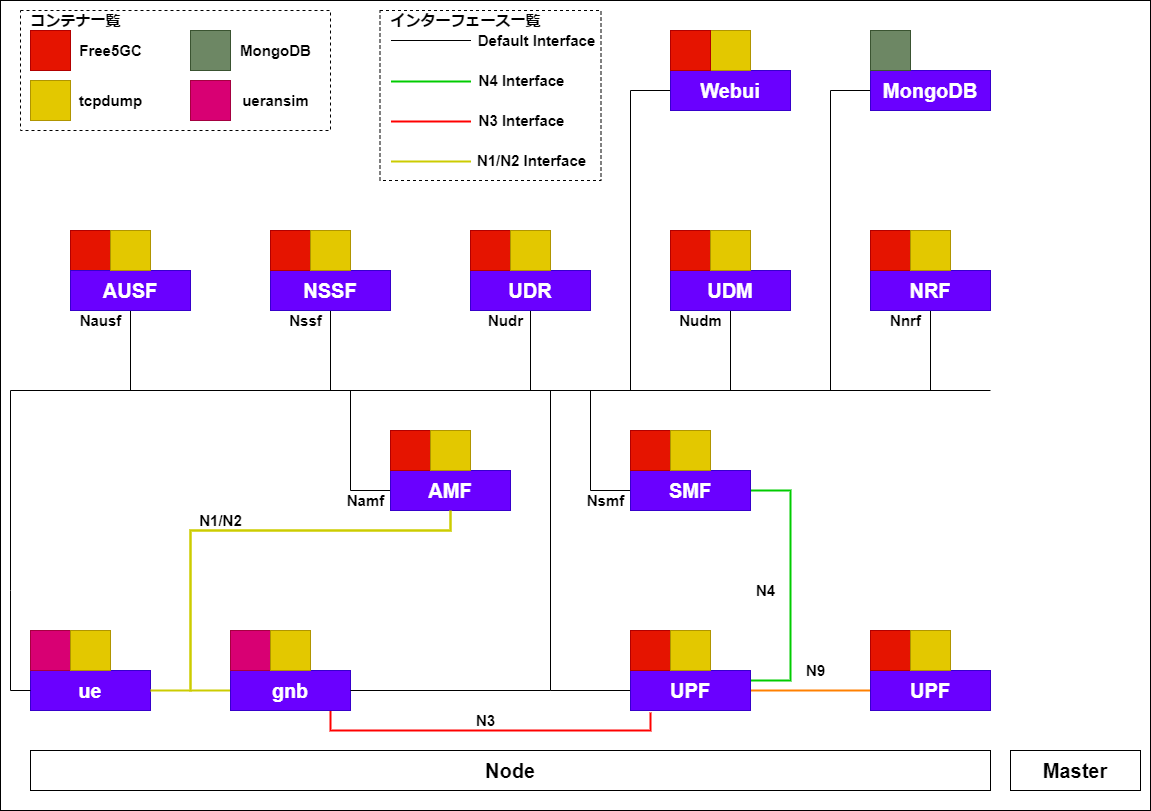 コンテナ一覧
Free5GC
MongoDB
tcpdump
ueransim
インターフェース一覧
Default Interface
N4 Interface
N3 Interface
N1/N2 Interface
Webui
MongoDB
AUSF
NSSF
UDR
UDM
NRF
Nausf
Nssf
Nudr
Nudm
Nnrf
AMF
SMF
Namf
Nsmf
N1/N2
N4
N9
ue
gnb
UPF
UPF
N3
Node
Master